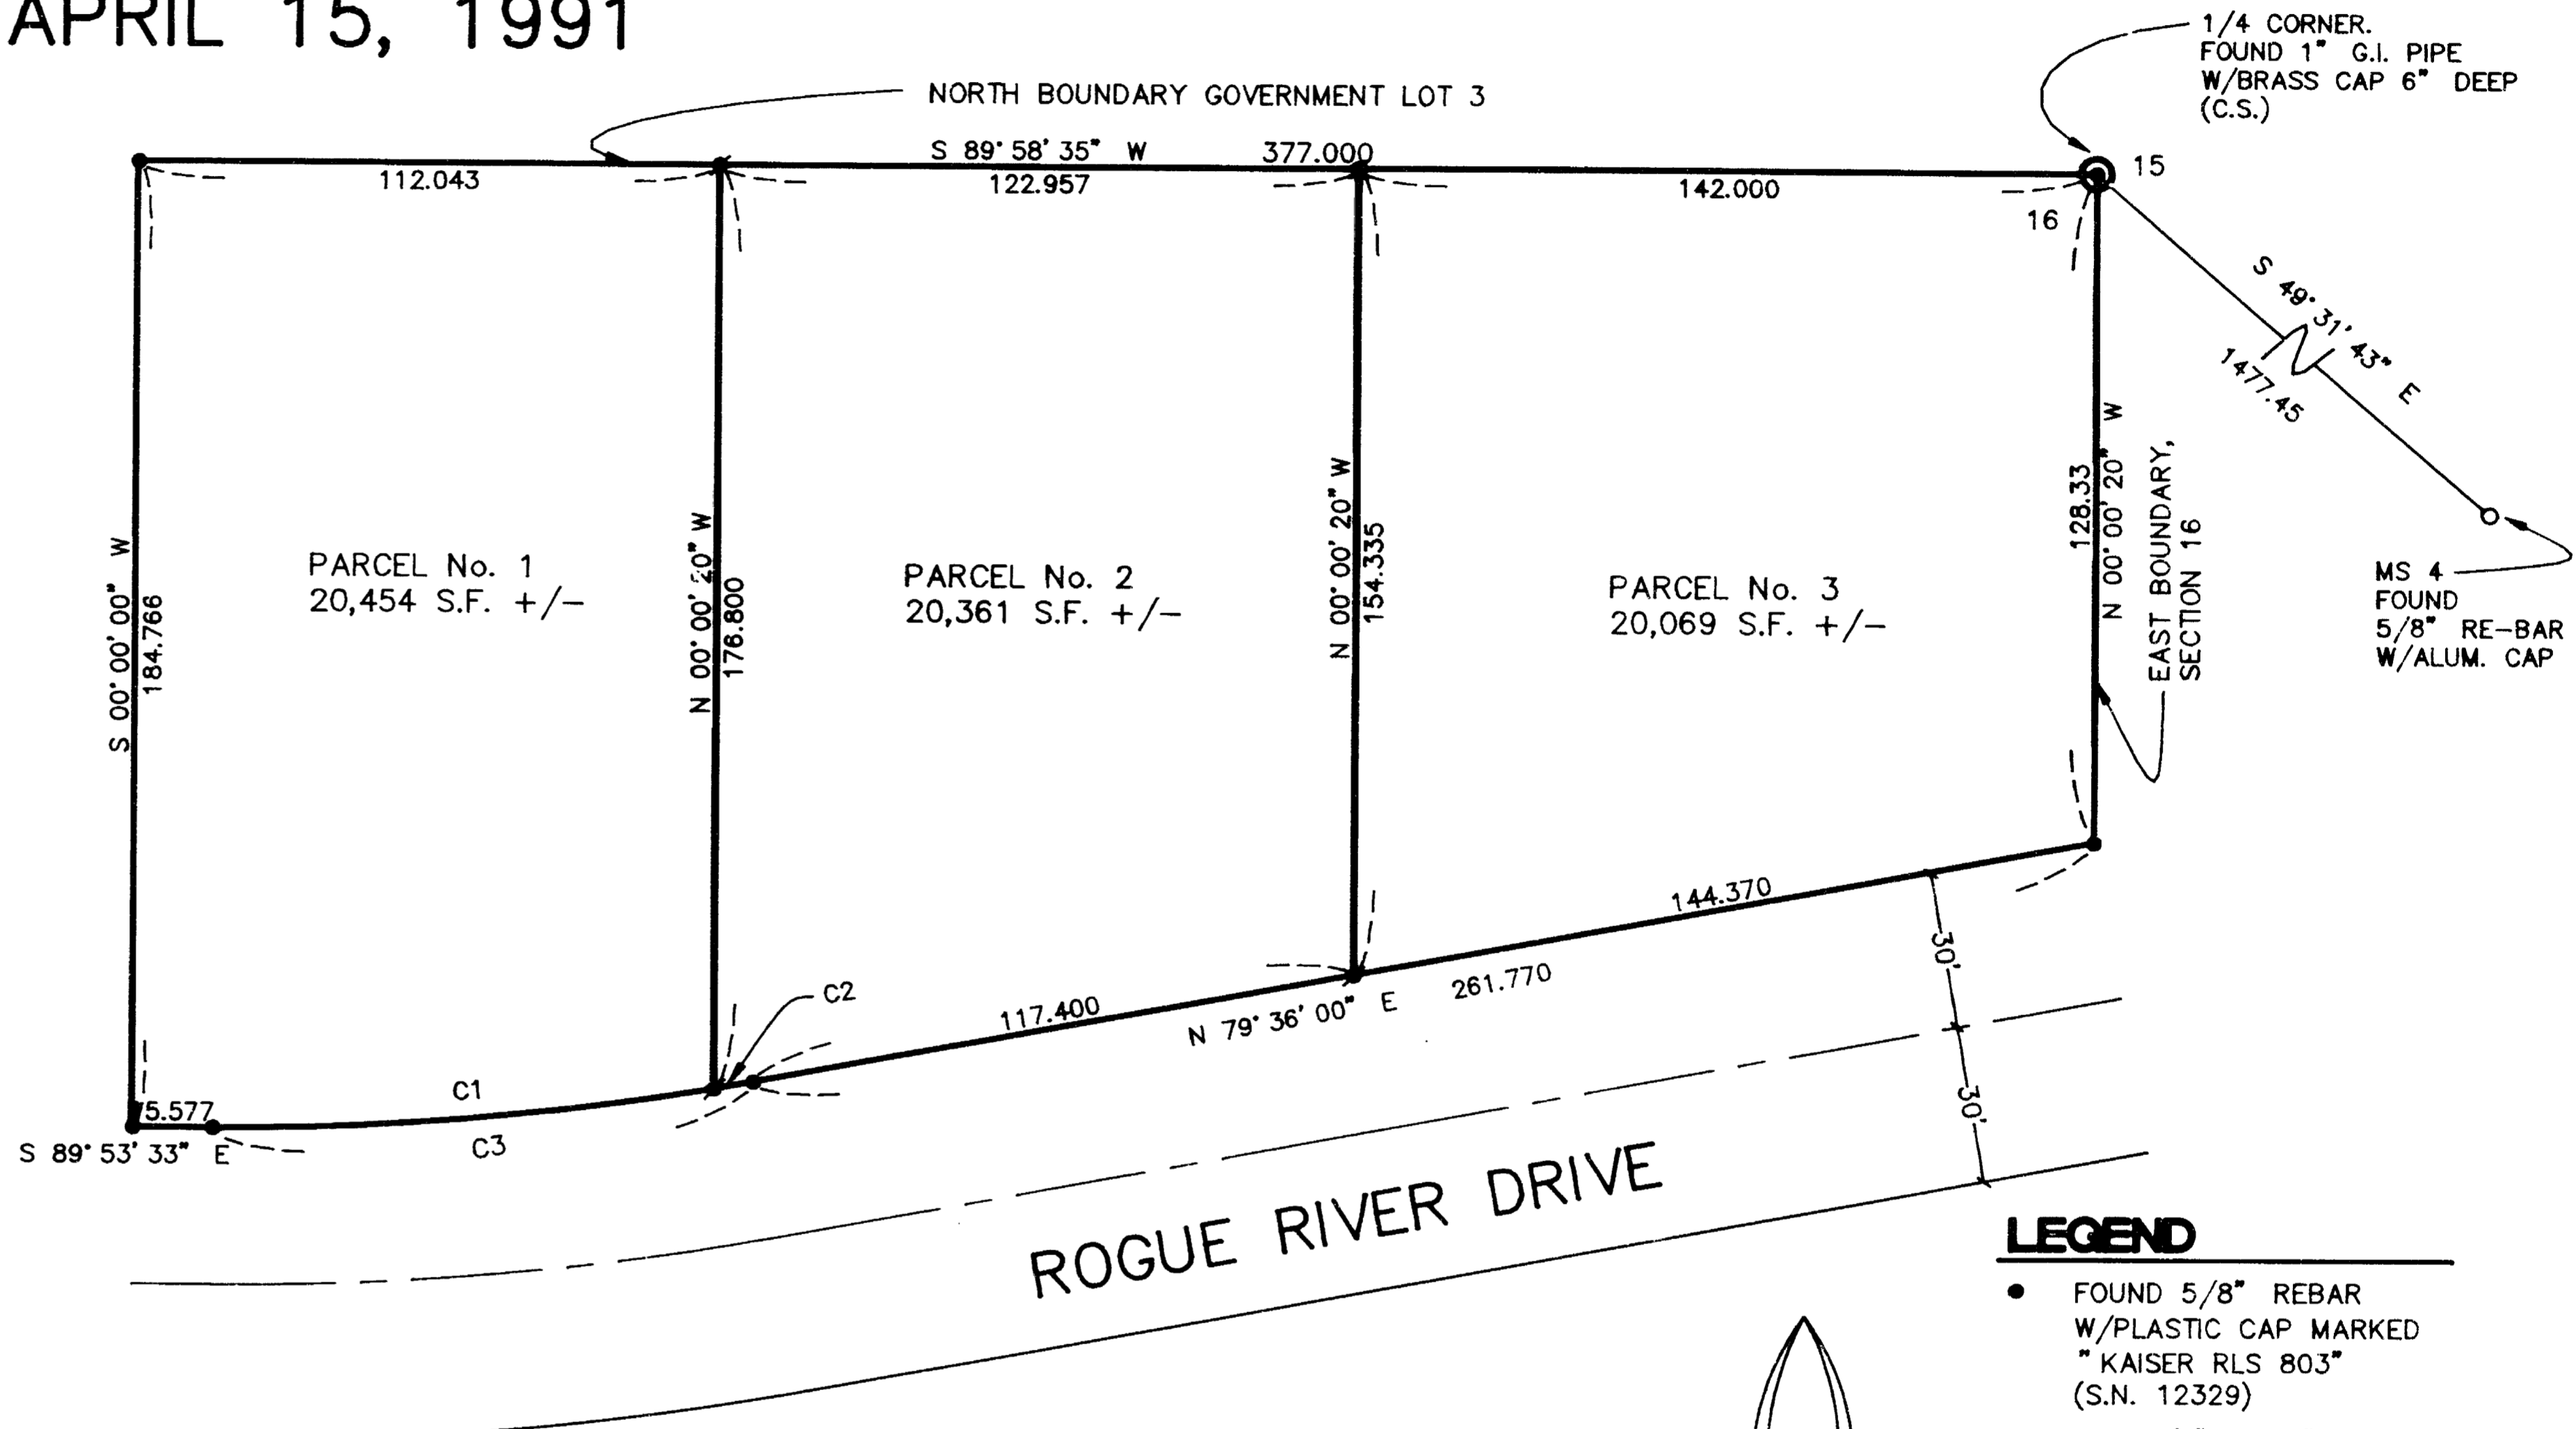 APRIL 15, 1991
1/4 CORNER.
FOUND 1" G.I. PIPE
W/BRASS CAP 6" DEEP
(C.S.)
NORTH BOUNDARY GOVERNMENT LOT 3
S 89° 58' 35" W 377.000
112.043
122.957
142.000
15
16
S 49° 31' 43" E
1477.45
S 00° 00' 00" W
184.766
N 00° 00' 20" W
176.800
N 00° 00' 20" W
154.335
128.33
N 00° 00' 20" W
EAST BOUNDARY,
SECTION 16
PARCEL No. 1
20,454 S.F. +/-
PARCEL No. 2
20,361 S.F. +/-
PARCEL No. 3
20,069 S.F. +/-
MS 4
FOUND
5/8" RE-BAR
W/ALUM. CAP
144.370
261.770
117.400
N 79° 36' 00" E
C2
C1
C3
S 89° 53' 33" E
30'
30'
ROGUE RIVER DRIVE
LEGEND
FOUND 5/8" REBAR
W/PLASTIC CAP MARKED
"KAISER RLS 803"
(S.N. 12329)